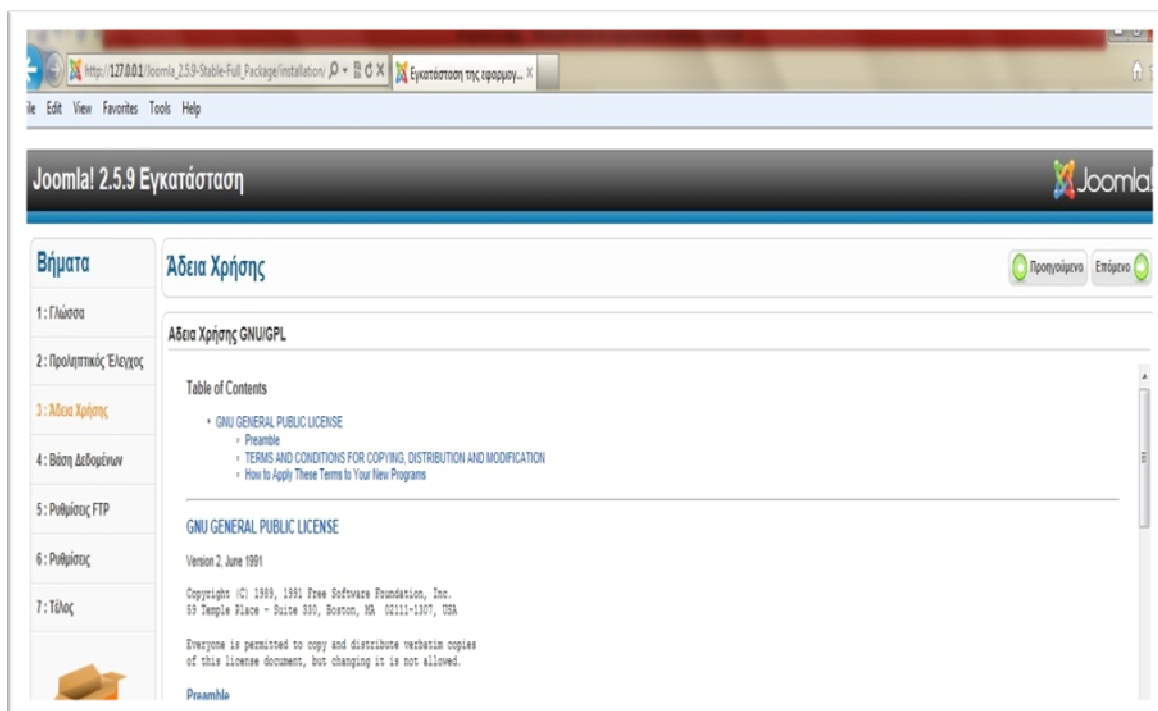 http://127.0.0.1/Joomla_2.5.9-Stable-Full_Package/installation/
Εγκατάσταση της εφαρμογ... X
File Edit View Favorites Tools Help
Joomla! 2.5.9 Εγκατάσταση
Joomla!
Βήματα
1 : Γλώσσα
2 : Προληπτικός Έλεγχος
3 : Άδεια Χρήσης
4 : Βάση Δεδομένων
5 : Ρυθμίσεις FTP
6 : Ρυθμίσεις
7 : Τέλος
Άδεια Χρήσης
Προηγούμενο Επόμενο
Αδεια Χρήσης GNU/GPL
Table of Contents
GNU GENERAL PUBLIC LICENSE
Preamble
TERMS AND CONDITIONS FOR COPYING, DISTRIBUTION AND MODIFICATION
How to Apply These Terms to Your New Programs
GNU GENERAL PUBLIC LICENSE
Version 2, June 1991
Copyright (C) 1989, 1991 Free Software Foundation, Inc.
59 Temple Place - Suite 330, Boston, MA 02111-1307, USA
Everyone is permitted to copy and distribute verbatim copies
of this license document, but changing it is not allowed.
Preamble